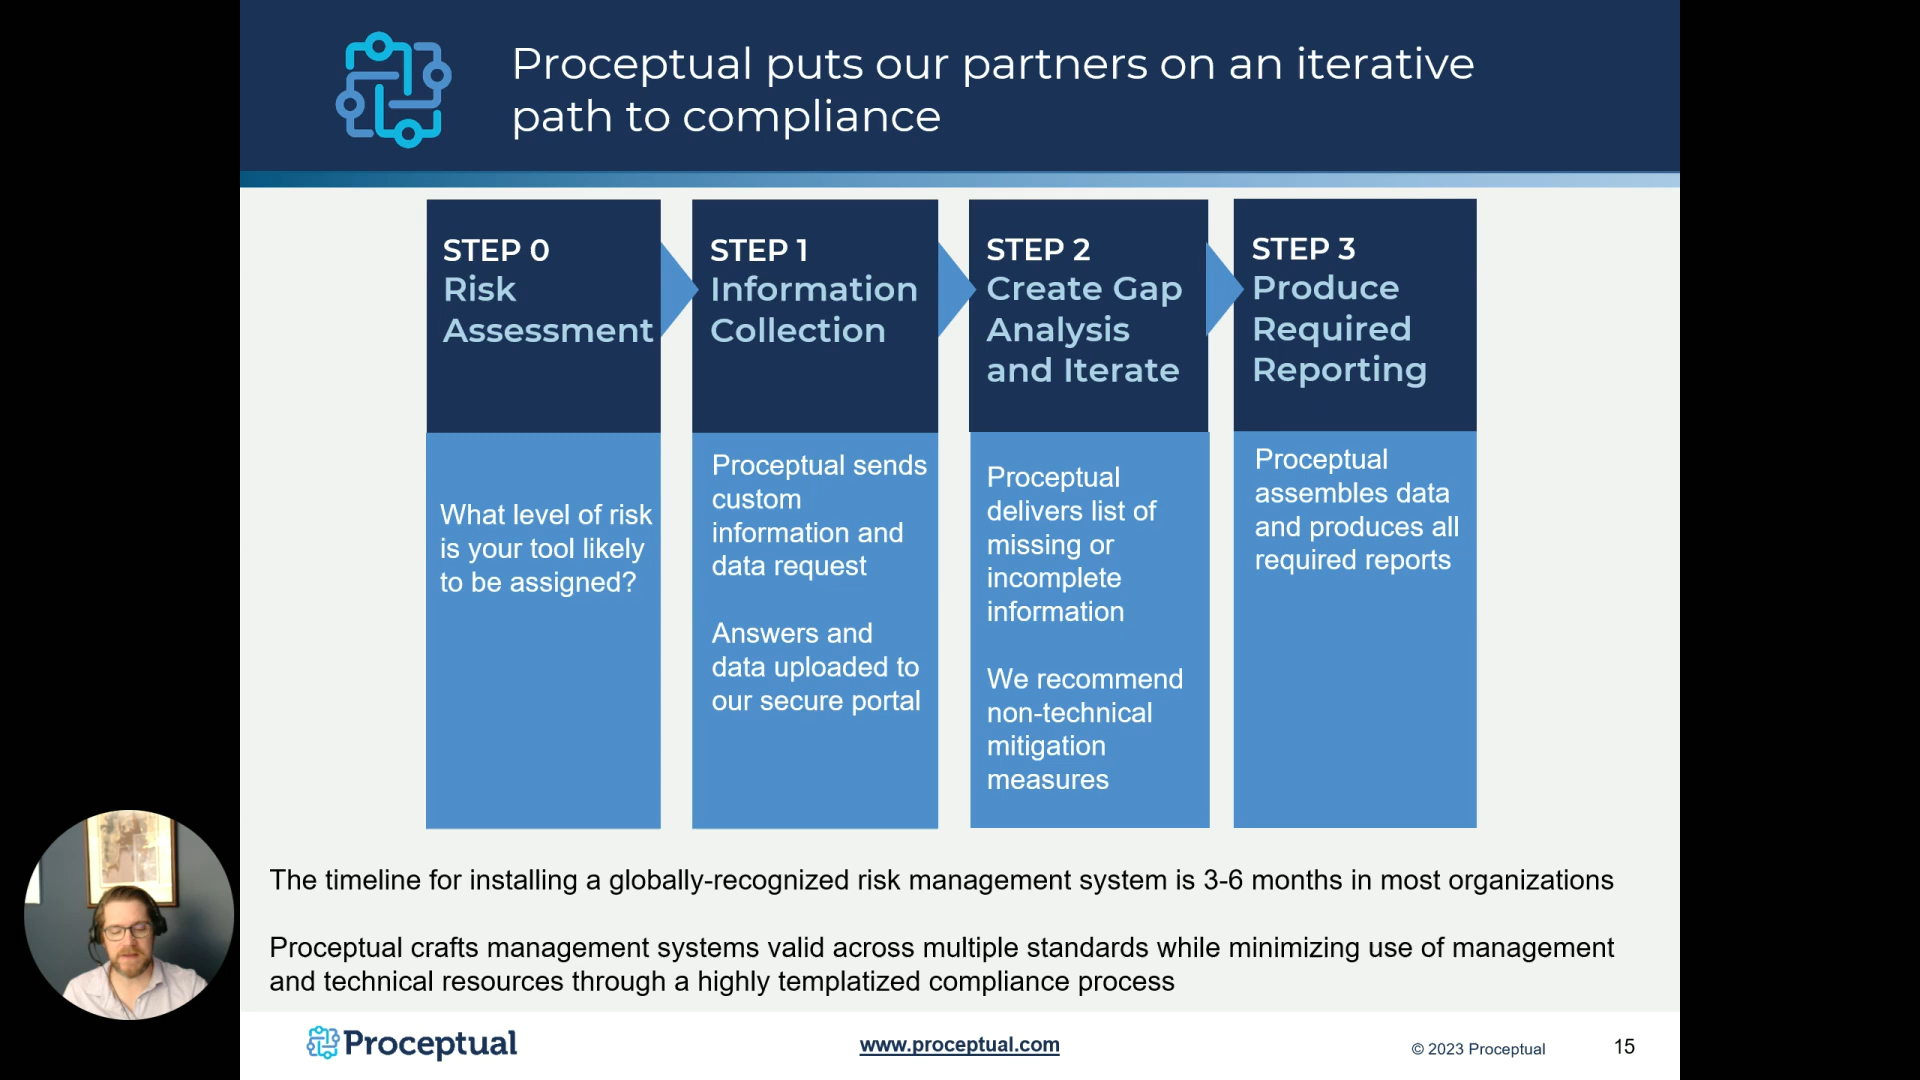 Proceptual puts our partners on an iterative
path to compliance
STEP 0
Risk
Assessment
What level of risk
is your tool likely
to be assigned?
STEP 1
Information
Collection
Proceptual sends
custom
information and
data request
Answers and
data uploaded to
our secure portal
STEP 2
Create Gap
Analysis
and Iterate
Proceptual
delivers list of
missing or
incomplete
information
We recommend
non-technical
mitigation
measures
STEP 3
Produce
Required
Reporting
Proceptual
assembles data
and produces all
required reports
The timeline for installing a globally-recognized risk management system is 3-6 months in most organizations
Proceptual crafts management systems valid across multiple standards while minimizing use of management
and technical resources through a highly templatized compliance process
Proceptual
www.proceptual.com
© 2023 Proceptual
15